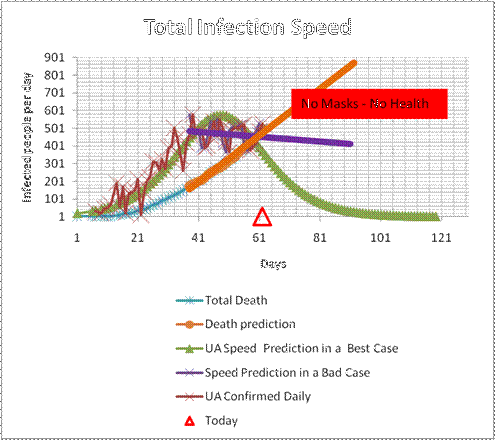 Total Infection Speed
Infected people per day
901
801
701
601
501
401
301
201
101
1
No Masks - No Health
1 21 41 61 81 101 121
Days
Total Death
Death prediction
UA Speed Prediction in a Best Case
Speed Prediction in a Bad Case
UA Confirmed Daily
Today